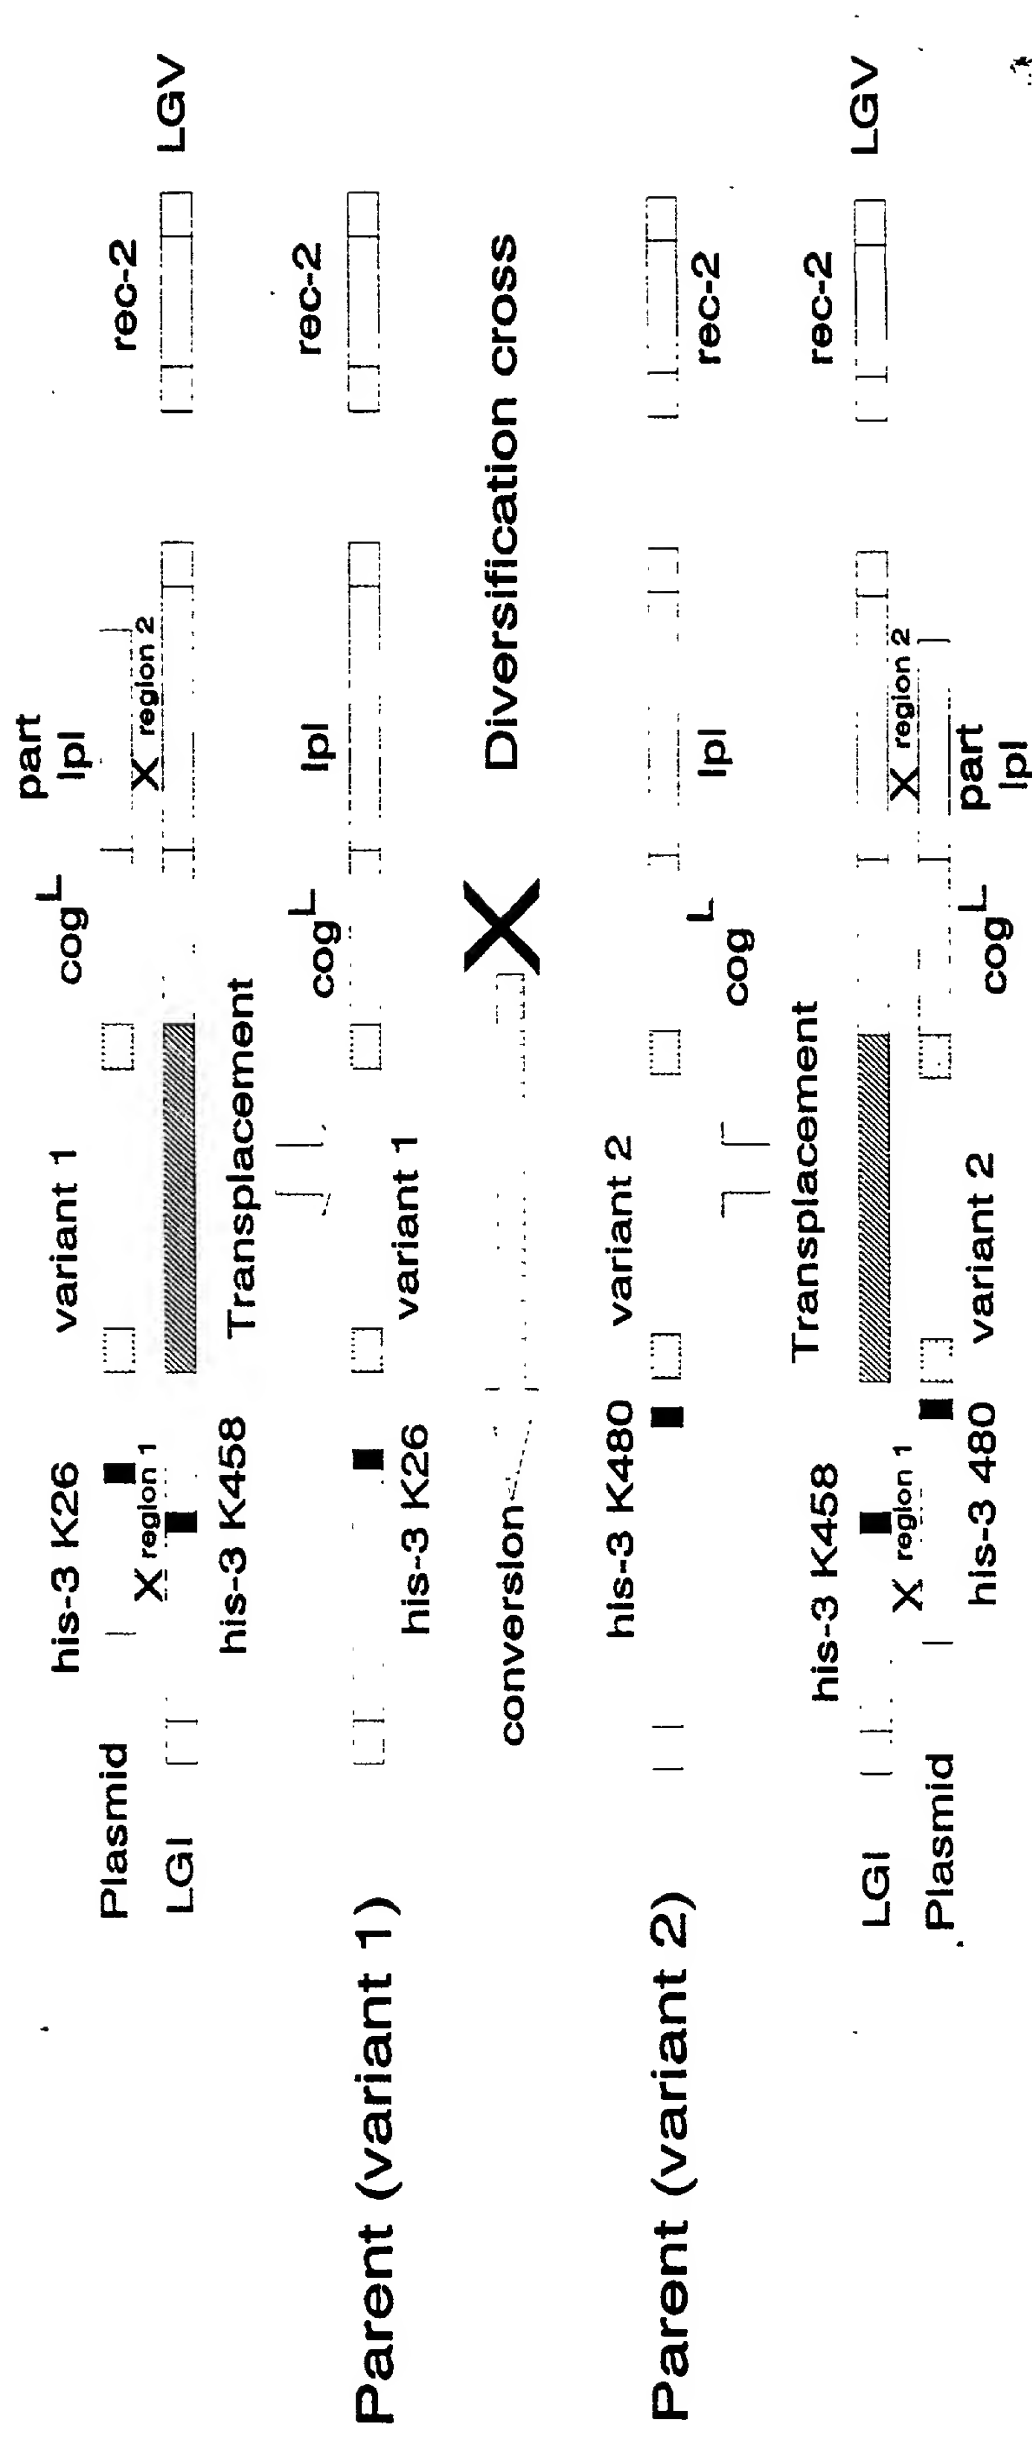 part
lpl
cog L
variant 1
his-3 K26
rec-2
LGV
X region 2
X region 1
Plasmid
LGI
his-3 K458
Transplacement
rec-2
lpl
cog L
variant 1
his-3 K26
Parent (variant 1)
Diversification cross
X
conversion
his-3 K480
variant 2
cog L
lpl
rec-2
Parent (variant 2)
Transplacement
his-3 K458
rec-2
LGV
LGI
X region 1
X region 2
Plasmid
his-3 480
variant 2
cog L
part
lpl